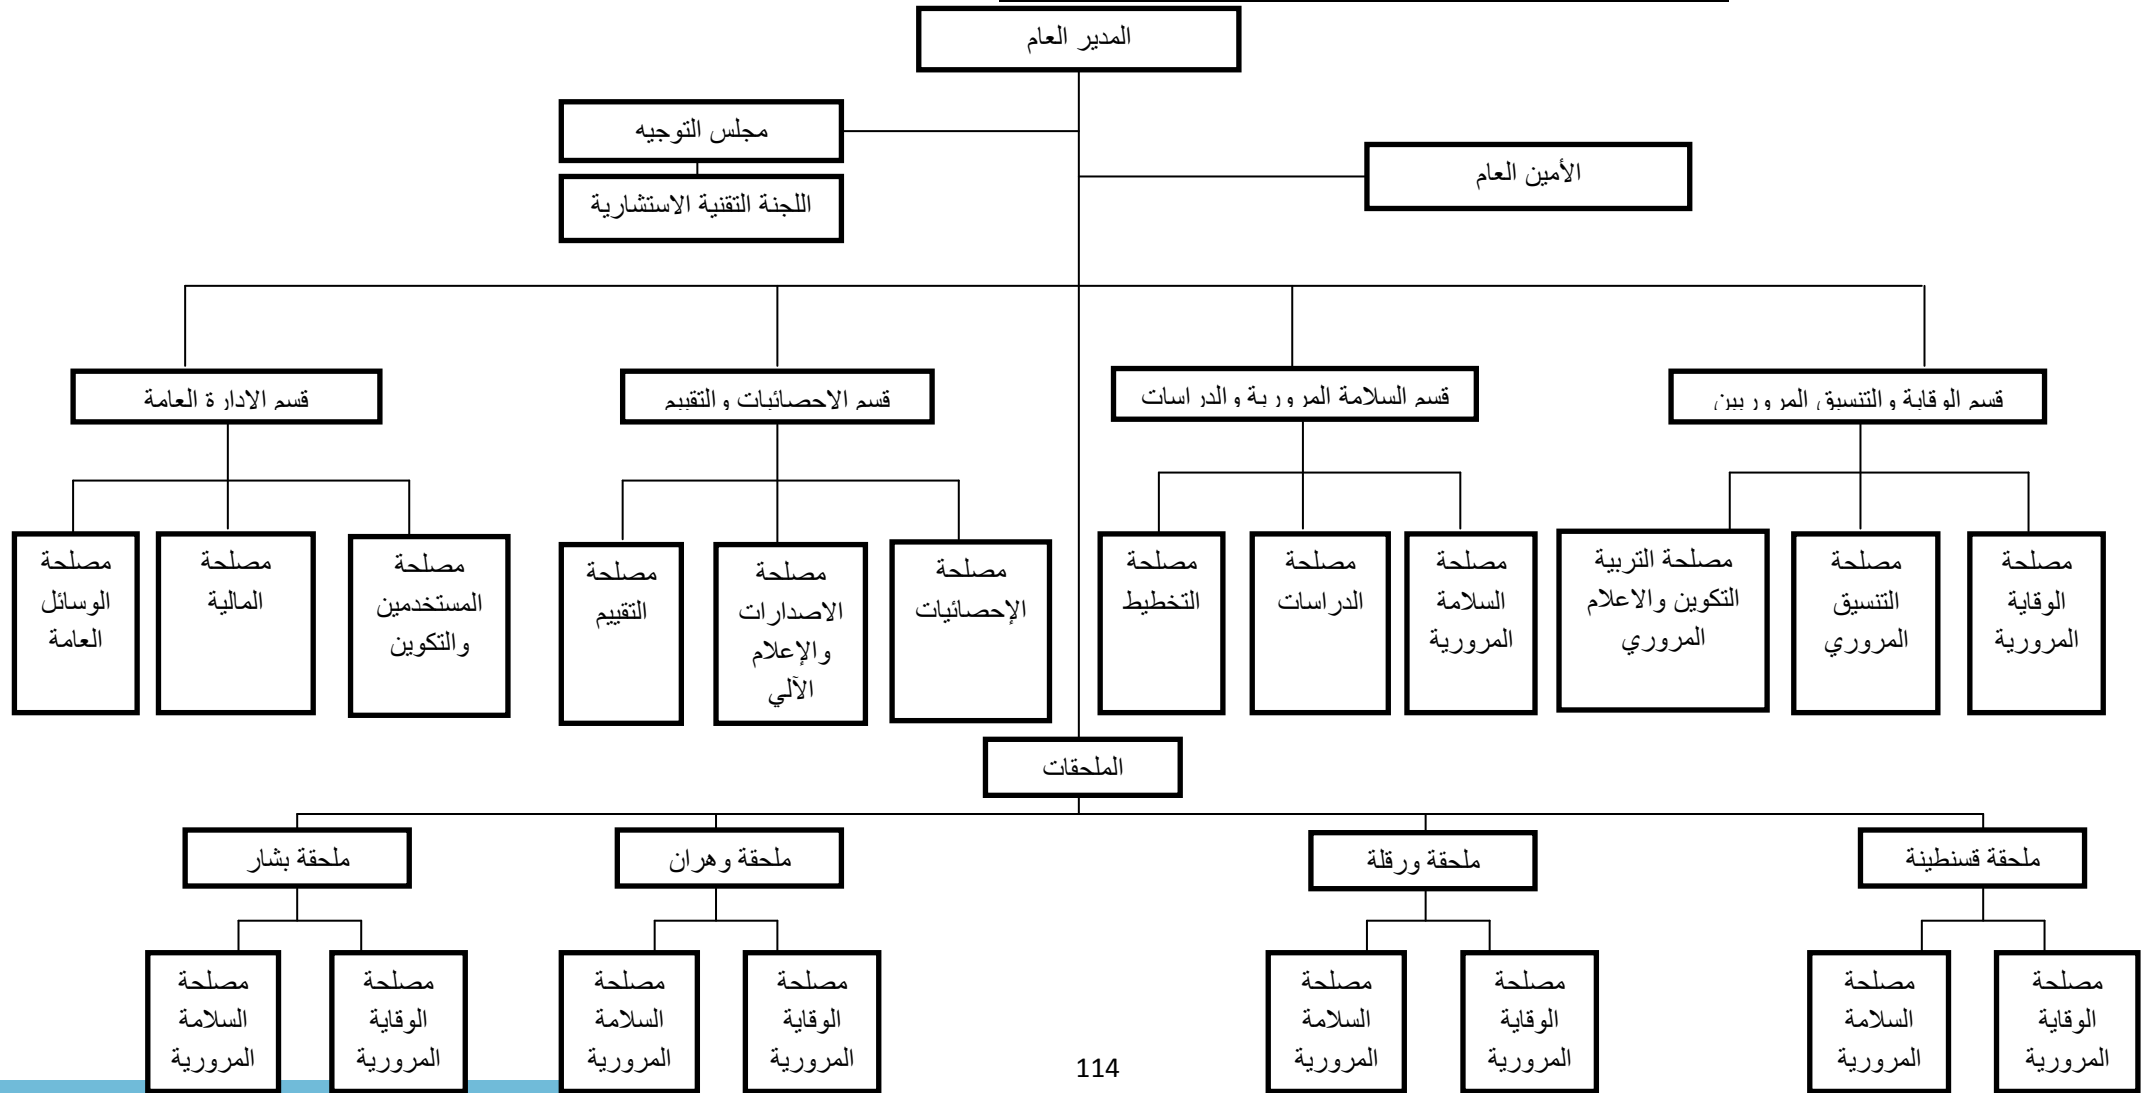 المدير العام
مجلس التوجيه
الأمين العام
اللجنة التقنية الاستشارية
قسم الوقاية والتنسيق المروريين
قسم السلامة المرورية والدراسات
قسم الاحصائيات والتقييم
قسم الادارة العامة
مصلحة
الوقاية
المرورية
مصلحة
التنسيق
المروري
مصلحة التربية
التكوين والاعلام
المروري
مصلحة
السلامة
المرورية
مصلحة
الدراسات
مصلحة
التخطيط
مصلحة
الإحصائيات
مصلحة
الاصدارات
والإعلام
الآلي
مصلحة
التقييم
مصلحة
المستخدمين
والتكوين
مصلحة
المالية
مصلحة
الوسائل
العامة
الملحقات
ملحقة قسنطينة
ملحقة ورقلة
ملحقة وهران
ملحقة بشار
مصلحة
الوقاية
المرورية
مصلحة
السلامة
المرورية
مصلحة
الوقاية
المرورية
مصلحة
السلامة
المرورية
مصلحة
الوقاية
المرورية
مصلحة
السلامة
المرورية
مصلحة
الوقاية
المرورية
مصلحة
السلامة
المرورية
114